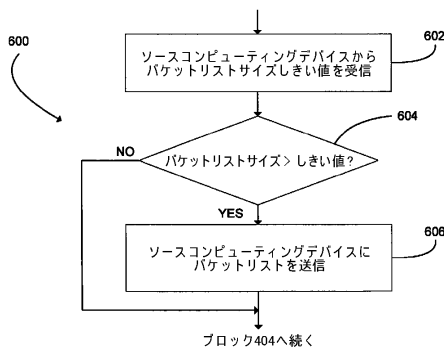 600
602
ソースコンピューティングデバイスから
パケットリストサイズしきい値を受信
604
パケットリストサイズ> しきい値?
NO
YES
606
ソースコンピューティングデバイスに
パケットリストを送信
ブロック404へ続く